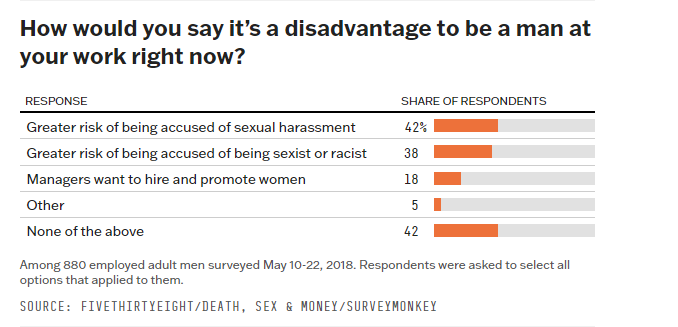 How would you say it’s a disadvantage to be a man at
your work right now?
RESPONSE SHARE OF RESPONDENTS
Greater risk of being accused of sexual harassment 42%
Greater risk of being accused of being sexist or racist 38
Managers want to hire and promote women 18
Other 5
None of the above 42
Among 880 employed adult men surveyed May 10-22, 2018. Respondents were asked to select all
options that applied to them.
SOURCE: FIVETHIRTYEIGHT/DEATH, SEX & MONEY/SURVEYMONKEY